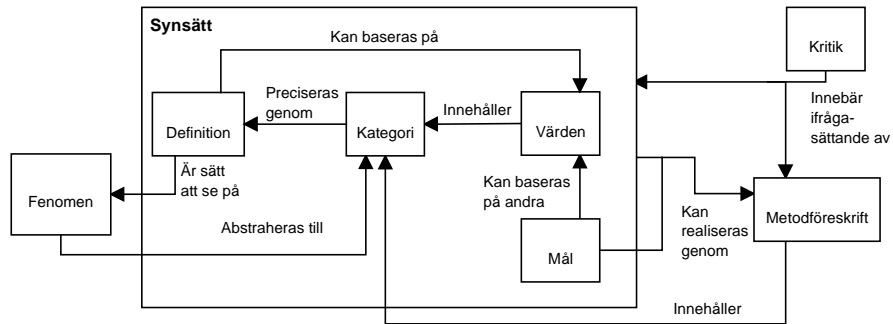 Synsätt
Kan baseras på
Kritik
Preciseras
genom
Innehåller
Innebär
ifråga-
sättande av
Definition
Kategori
Värden
Är sätt
att se på
Kan baseras
på andra
Fenomen
Metodföreskrift
Abstraheras till
Kan
realiseras
genom
Mål
Innehåller